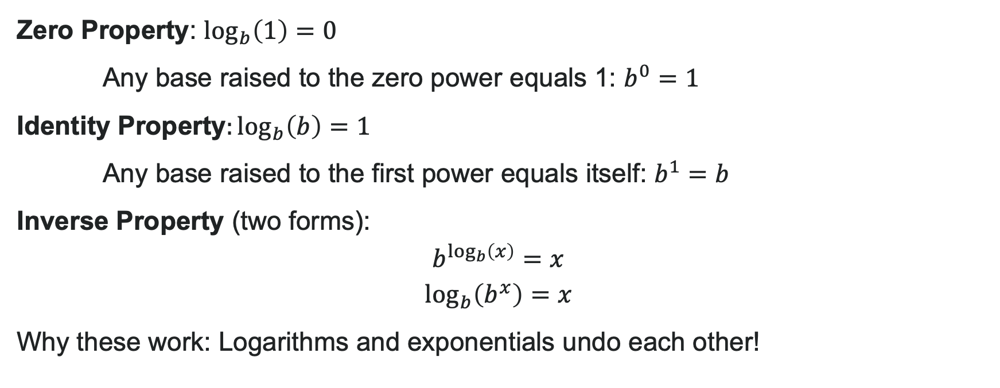 Zero Property: log_b(1) = 0
Any base raised to the zero power equals 1: b^0 = 1
Identity Property: log_b(b) = 1
Any base raised to the first power equals itself: b^1 = b
Inverse Property (two forms):
b^{log_b(x)} = x
log_b(b^x) = x
Why these work: Logarithms and exponentials undo each other!